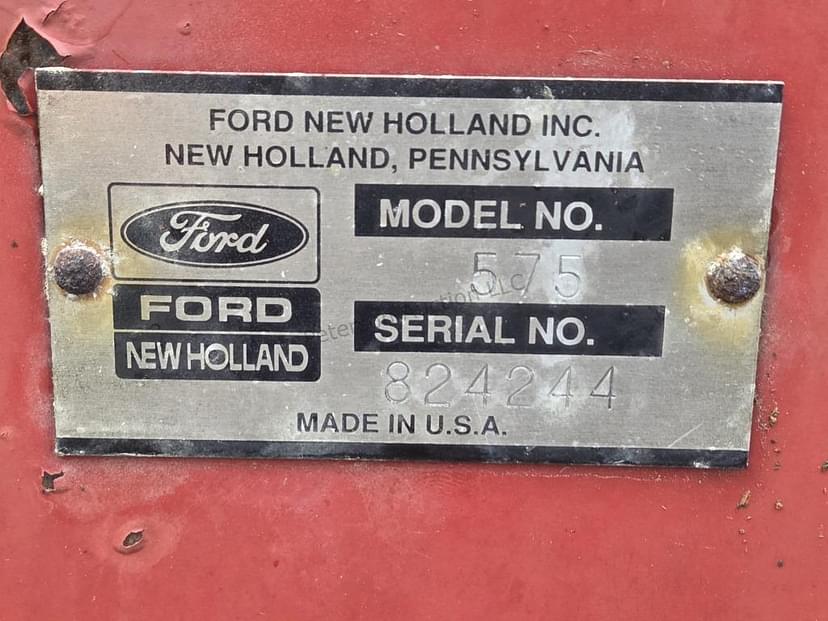 FORD NEW HOLLAND INC.
NEW HOLLAND, PENNSYLVANIA
Ford
FORD
NEW HOLLAND
MODEL NO.
575
SERIAL NO.
824244
MADE IN U.S.A.
LLC